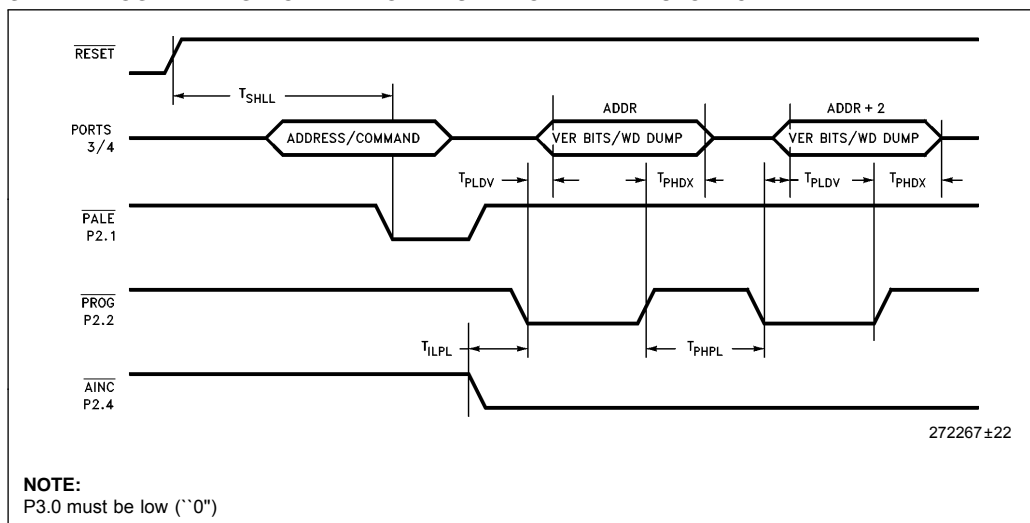 RESET
TSHLL
ADDR
ADDR + 2
PORTS
3/4
ADDRESS/COMMAND
VER BITS/WD DUMP
VER BITS/WD DUMP
TPLDV
TPHDX
TPLDV
TPHDX
PALE
P2.1
PROG
P2.2
TILPL
TPHPL
AINC
P2.4
272267±22
NOTE:
P3.0 must be low (``0")